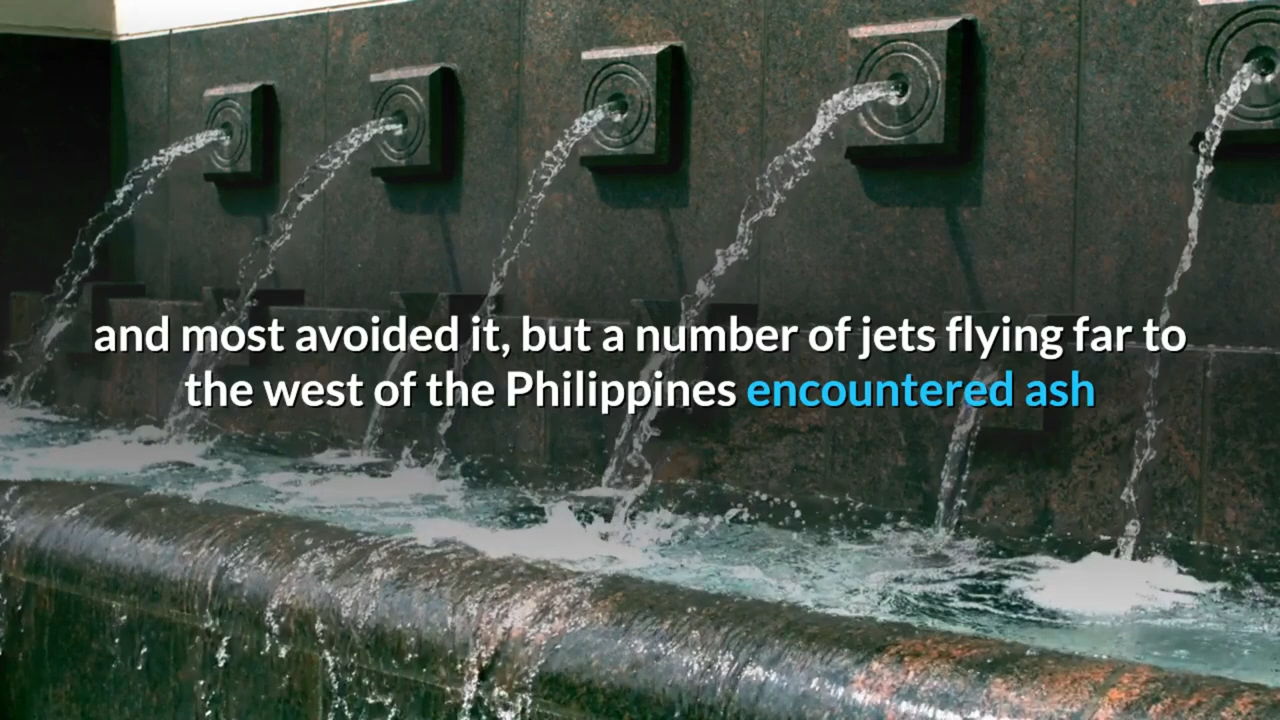 and most avoided it, but a number of jets flying far to
the west of the Philippines encountered ash